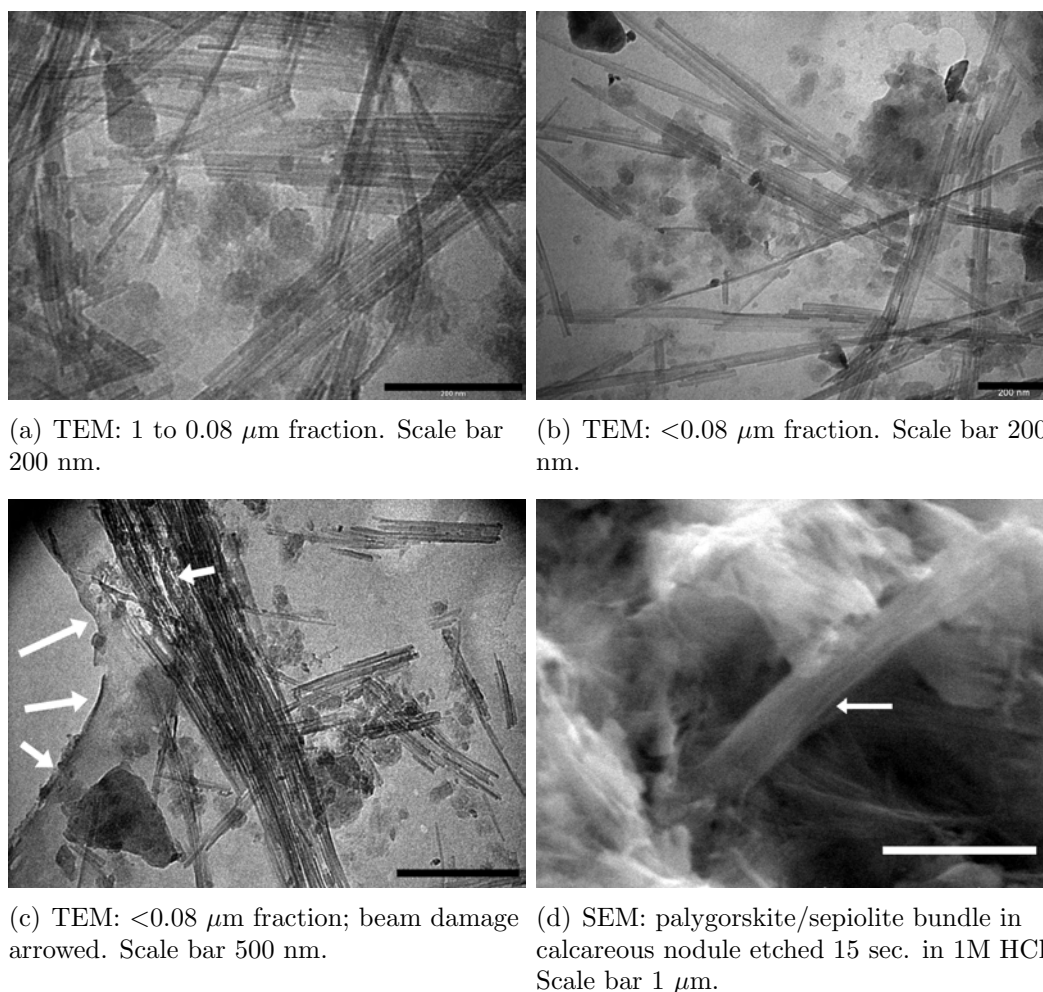 200 nm
200 nm
(a) TEM: 1 to 0.08 μm fraction. Scale bar
200 nm.
(b) TEM: <0.08 μm fraction. Scale bar 200
nm.
(c) TEM: <0.08 μm fraction; beam damage
arrowed. Scale bar 500 nm.
(d) SEM: palygorskite/sepiolite bundle in
calcareous nodule etched 15 sec. in 1M HCl
Scale bar 1 μm.